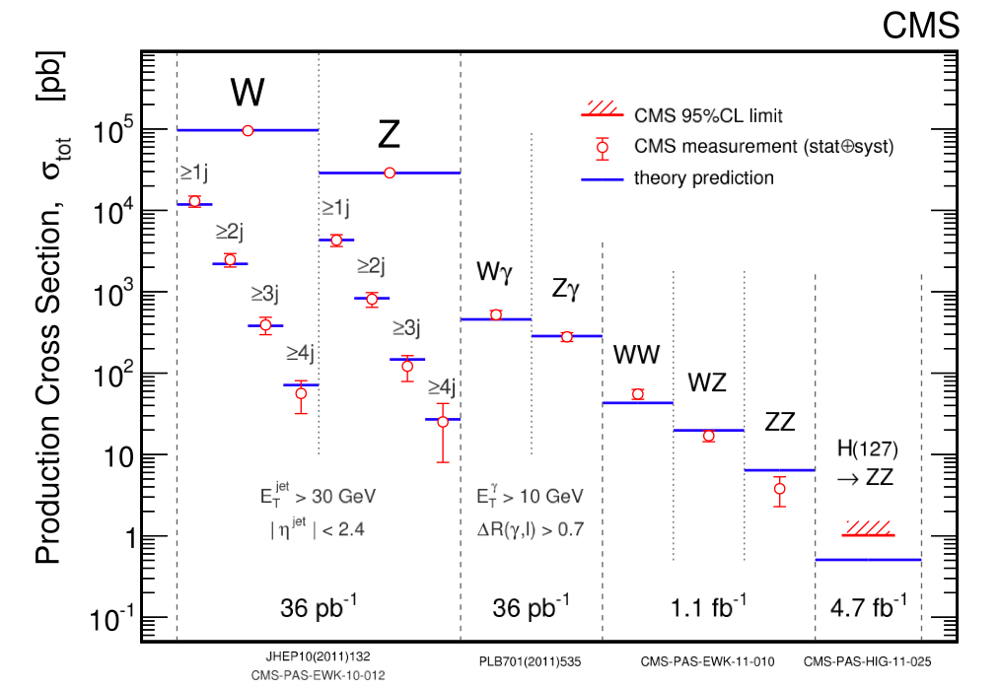 CMS
Production Cross Section, σtot [pb]
10^5
10^4
10^3
10^2
10
1
10^-1
W
≥1j
≥2j
≥3j
≥4j
Z
≥1j
≥2j
≥3j
≥4j
Wγ
Zγ
WW
WZ
ZZ
H(127)
→ ZZ
CMS 95%CL limit
CMS measurement (stat⊕syst)
theory prediction
E_T^jet > 30 GeV
| η^jet | < 2.4
E_T^γ > 10 GeV
ΔR(γ,l) > 0.7
36 pb^-1
36 pb^-1
1.1 fb^-1
4.7 fb^-1
JHEP10(2011)132
CMS-PAS-EWK-10-012
PLB701(2011)535
CMS-PAS-EWK-11-010
CMS-PAS-HIG-11-025